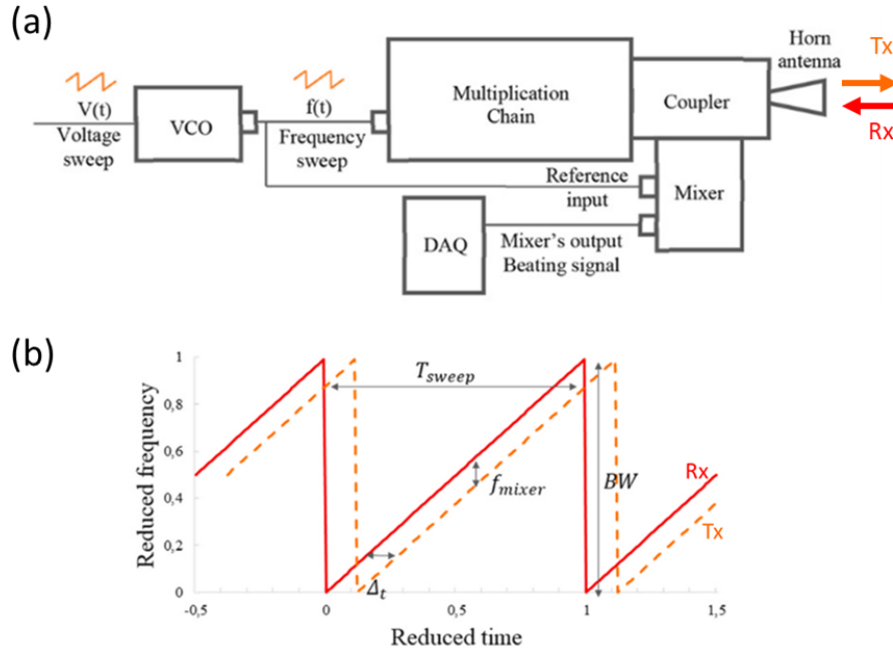 (a)
V(t)
Voltage
sweep
VCO
f(t)
Frequency
sweep
Multiplication
Chain
Coupler
Horn
antenna
Tx
Rx
Reference
input
Mixer
DAQ
Mixer's output
Beating signal
(b)
Reduced frequency
1
0,8
0,6
0,4
0,2
0
T_sweep
f_mixer
BW
Δ_t
Rx
Tx
-0,5
0
0,5
1
1,5
Reduced time